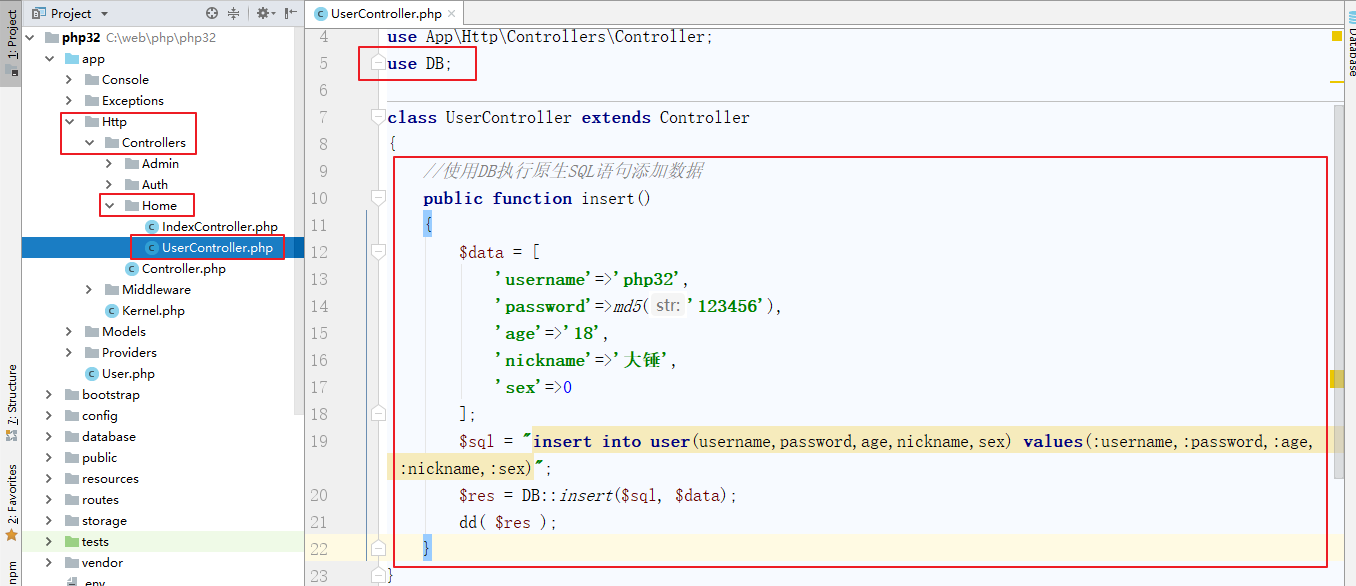 1: Project
7: Structure
2: Favorites
npm
Project
php32 C:\web\php\php32
app
Console
Exceptions
Http
Controllers
Admin
Auth
Home
IndexController.php
UserController.php
Controller.php
Middleware
Kernel.php
Models
Providers
User.php
bootstrap
config
database
public
resources
routes
storage
tests
vendor
.env
UserController.php
4 use App\Http\Controllers\Controller;
5 use DB;
6
7 class UserController extends Controller
8 {
9 //使用DB执行原生SQL语句添加数据
10 public function insert()
11 {
12 $data = [
13 'username'=>'php32',
14 'password'=>md5( str: '123456'),
15 'age'=>'18',
16 'nickname'=>'大锤',
17 'sex'=>0
18 ];
19 $sql = "insert into user(username,password,age,nickname,sex) values(:username,:password,:age,
:nickname,:sex)";
20 $res = DB::insert($sql, $data);
21 dd( $res );
22 }
23 }
Database